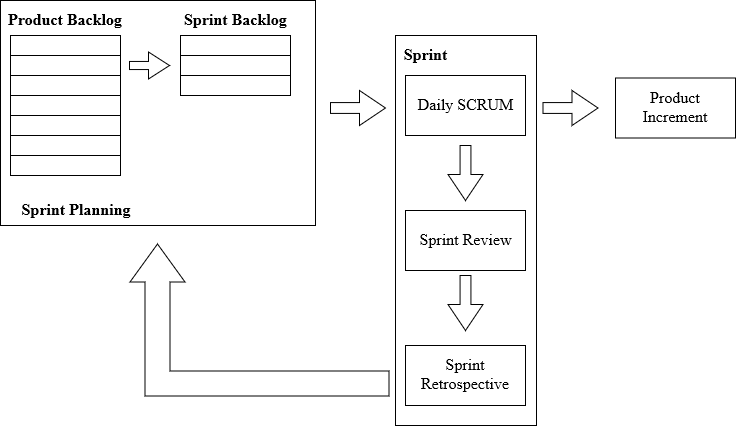 Product Backlog
Sprint Backlog
Sprint Planning
Sprint
Daily SCRUM
Sprint Review
Sprint
Retrospective
Product
Increment